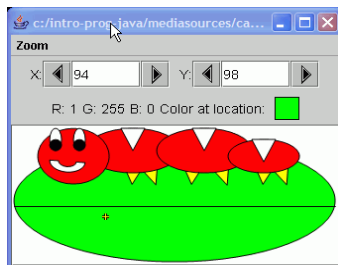 c:/intro-prog-java/mediasources/ca...
Zoom
X: 94 Y: 98
R: 1 G: 255 B: 0 Color at location: